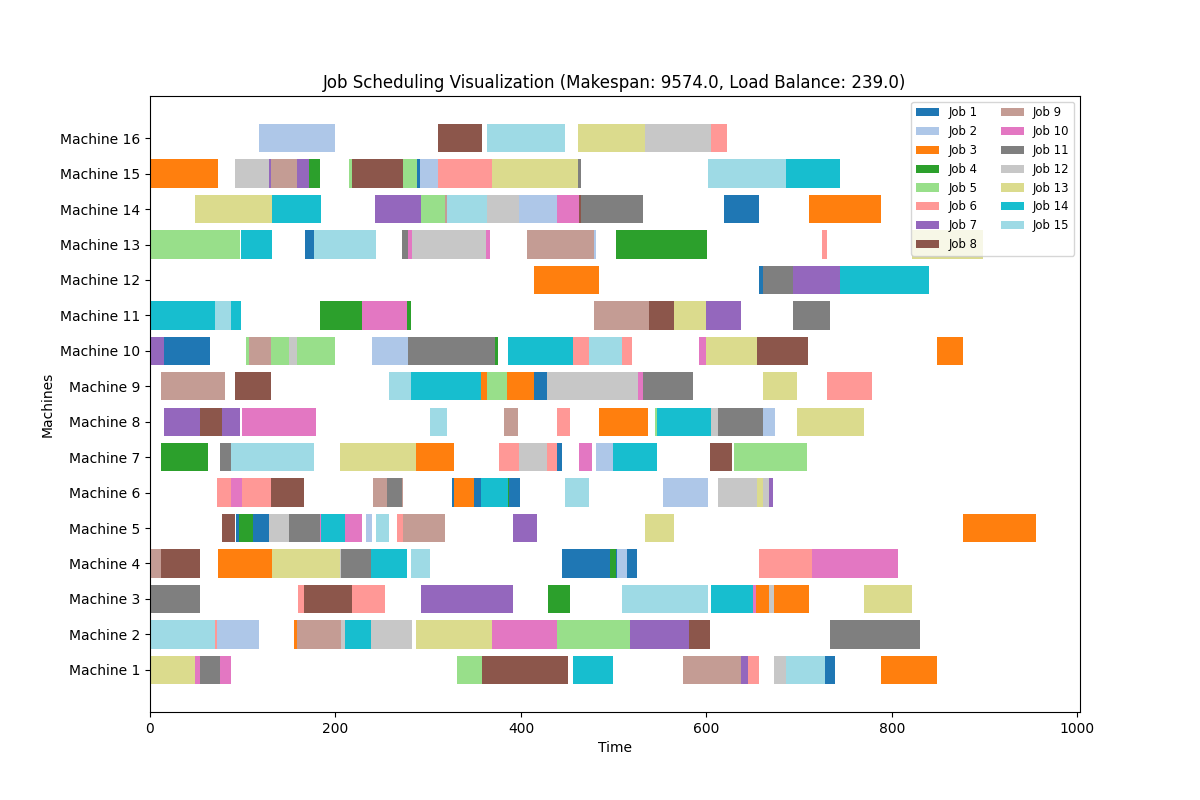 Job Scheduling Visualization (Makespan: 9574.0, Load Balance: 239.0)
Machine 16
Machine 15
Machine 14
Machine 13
Machine 12
Machine 11
Machine 10
Machine 9
Machine 8
Machine 7
Machine 6
Machine 5
Machine 4
Machine 3
Machine 2
Machine 1
Machines
0 200 400 600 800 1000
Time
Job 1
Job 2
Job 3
Job 4
Job 5
Job 6
Job 7
Job 8
Job 9
Job 10
Job 11
Job 12
Job 13
Job 14
Job 15